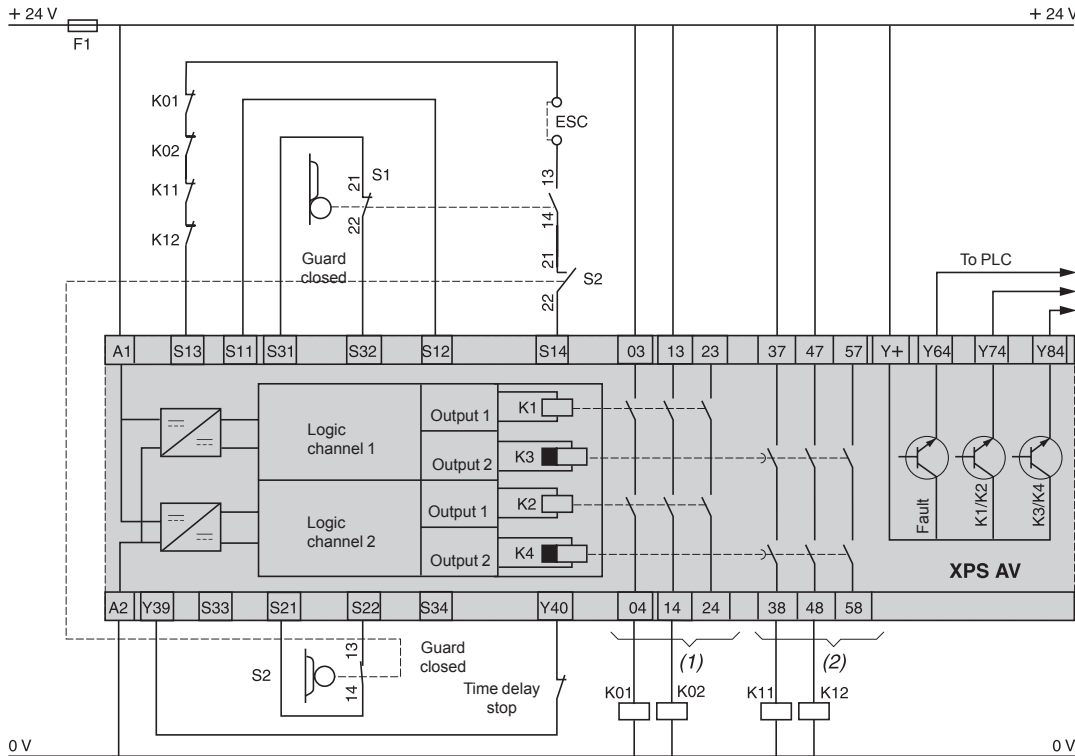 + 24 V
+ 24 V
F1
K01
K02
K11
K12
ESC
13
14
21
22
S1
21
22
S2
Guard
closed
To PLC
A1
S13
S11
S31
S32
S12
S14
03
13
23
37
47
57
Y+
Y64
Y74
Y84
Logic
channel 1
Output 1
K1
Output 2
K3
Logic
channel 2
Output 1
K2
Output 2
K4
Fault
K1/K2
K3/K4
XPS AV
A2
Y39
S33
S21
S22
S34
Y40
04
14
24
38
48
58
S2
13
14
Guard
closed
Time delay
stop
(1)
(2)
K01
K02
K11
K12
0 V
0 V